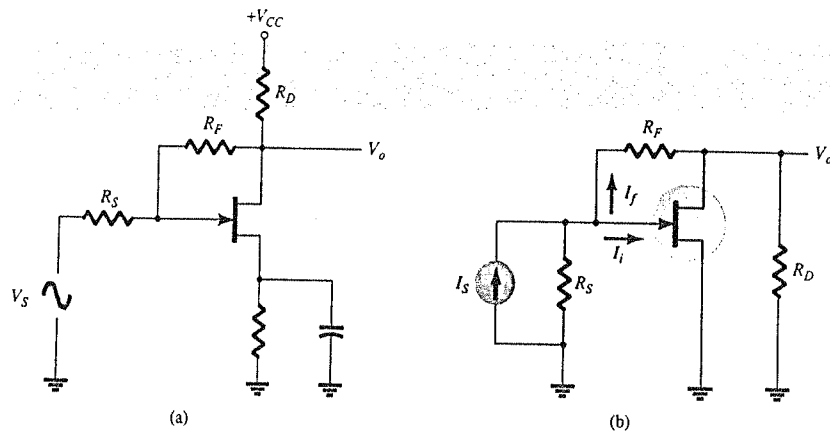 +V_CC
R_D
R_F
V_o
R_S
V_S
(a)
R_F
V_o
I_f
I_i
I_S
R_S
R_D
(b)